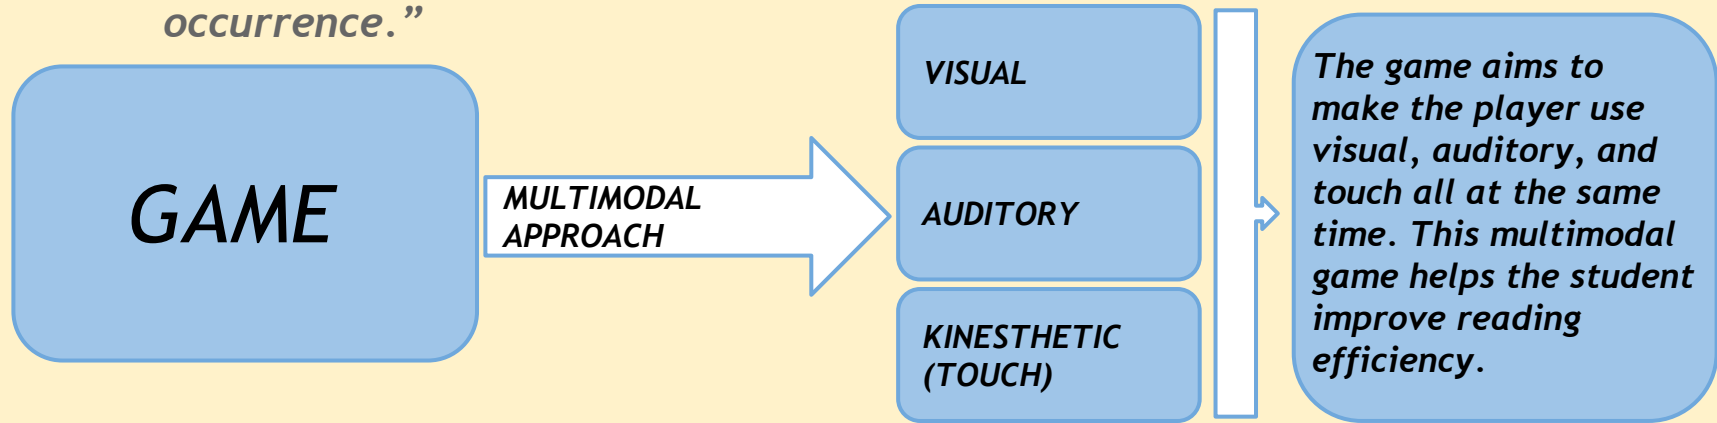 occurrence.”
GAME
MULTIMODAL
APPROACH
VISUAL
AUDITORY
KINESTHETIC
(TOUCH)
The game aims to
make the player use
visual, auditory, and
touch all at the same
time. This multimodal
game helps the student
improve reading
efficiency.